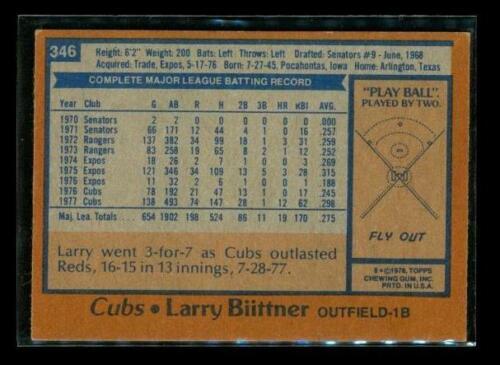 346
Height: 6'2" Weight: 200 Bats: Left Throws: Left Drafted: Senators #9 - June, 1968
Acquired: Trade, Expos, 5-17-76 Born: 7-27-45, Pocahontas, Iowa Home: Arlington, Texas
COMPLETE MAJOR LEAGUE BATTING RECORD
Year Club G AB R H 2B 3B HR RBI AVG.
1970 Senators 2 2 0 0 0 0 0 0 .000
1971 Senators 66 171 12 44 4 1 0 16 .257
1972 Rangers 137 382 34 99 18 1 3 31 .259
1973 Rangers 83 258 19 65 8 2 1 19 .252
1974 Expos 18 26 2 7 1 0 0 3 .269
1975 Expos 121 346 34 109 13 5 3 28 .315
1976 Expos 11 32 2 6 1 0 0 .188
1976 Cubs 78 192 21 47 13 1 0 18 .245
1977 Cubs 138 493 74 147 28 1 12 62 .298
Maj. Lea. Totals 654 1902 198 524 86 11 19 170 .275
Larry went 3-for-7 as Cubs outlasted
Reds, 16-15 in 13 innings, 7-28-77.
"PLAY BALL"
PLAYED BY TWO.
FLY OUT
©1978, TOPPS
CHEWING GUM, INC.
PRTD. IN U.S.A.
Cubs • Larry Biittner OUTFIELD-1B